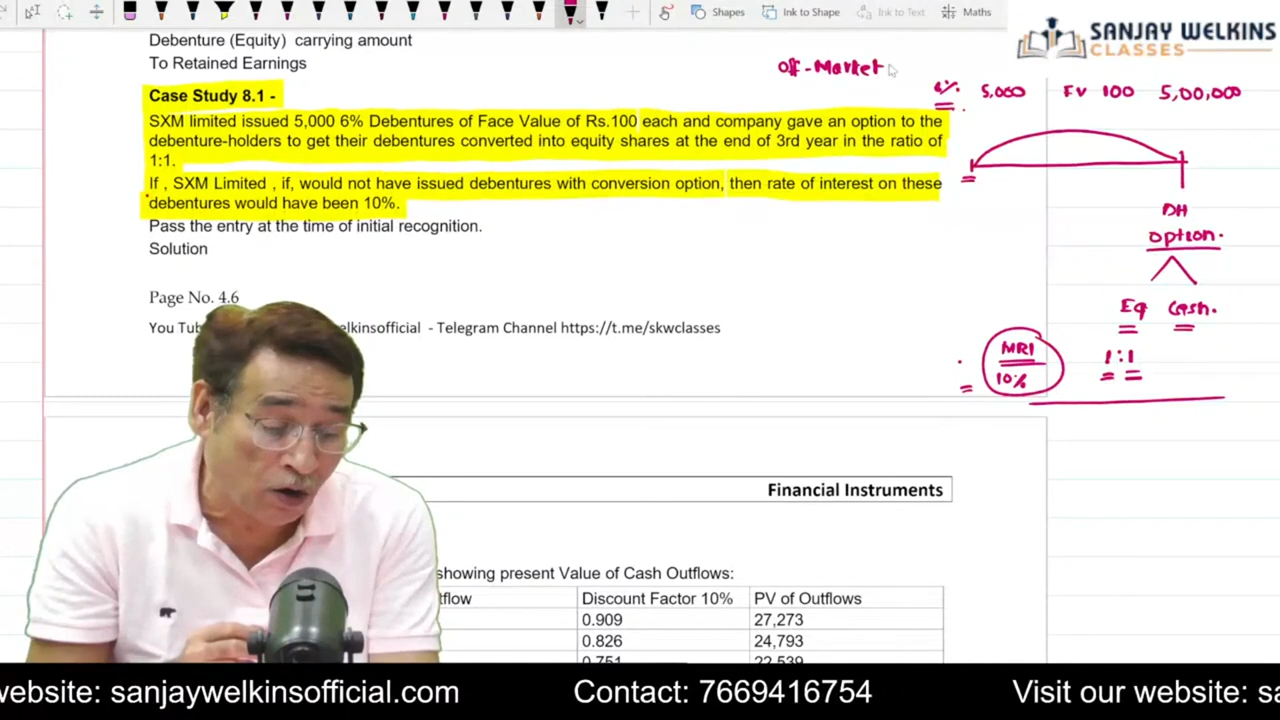 Shapes
Ink to Shape
Ink to Text
Maths
SANJAY WELKINS
CLASSES
Debenture (Equity) carrying amount
To Retained Earnings
Off-Market
6% 5,000 FV 100 5,00,000
Case Study 8.1 -
SXM limited issued 5,000 6% Debentures of Face Value of Rs.100 each and company gave an option to the
debenture-holders to get their debentures converted into equity shares at the end of 3rd year in the ratio of
1:1.
If , SXM Limited , if, would not have issued debentures with conversion option, then rate of interest on these
debentures would have been 10%.
Pass the entry at the time of initial recognition.
Solution
DH
option.
Eq Cash.
MRI
10%
1:1
Page No. 4.6
You Tu
elkinsofficial - Telegram Channel https://t.me/skwclasses
Financial Instruments
showing present Value of Cash Outflows:
tflow Discount Factor 10% PV of Outflows
0.909 27,273
0.826 24,793
0.751 22,539
website: sanjaywelkinsofficial.com Contact: 7669416754 Visit our website: sa